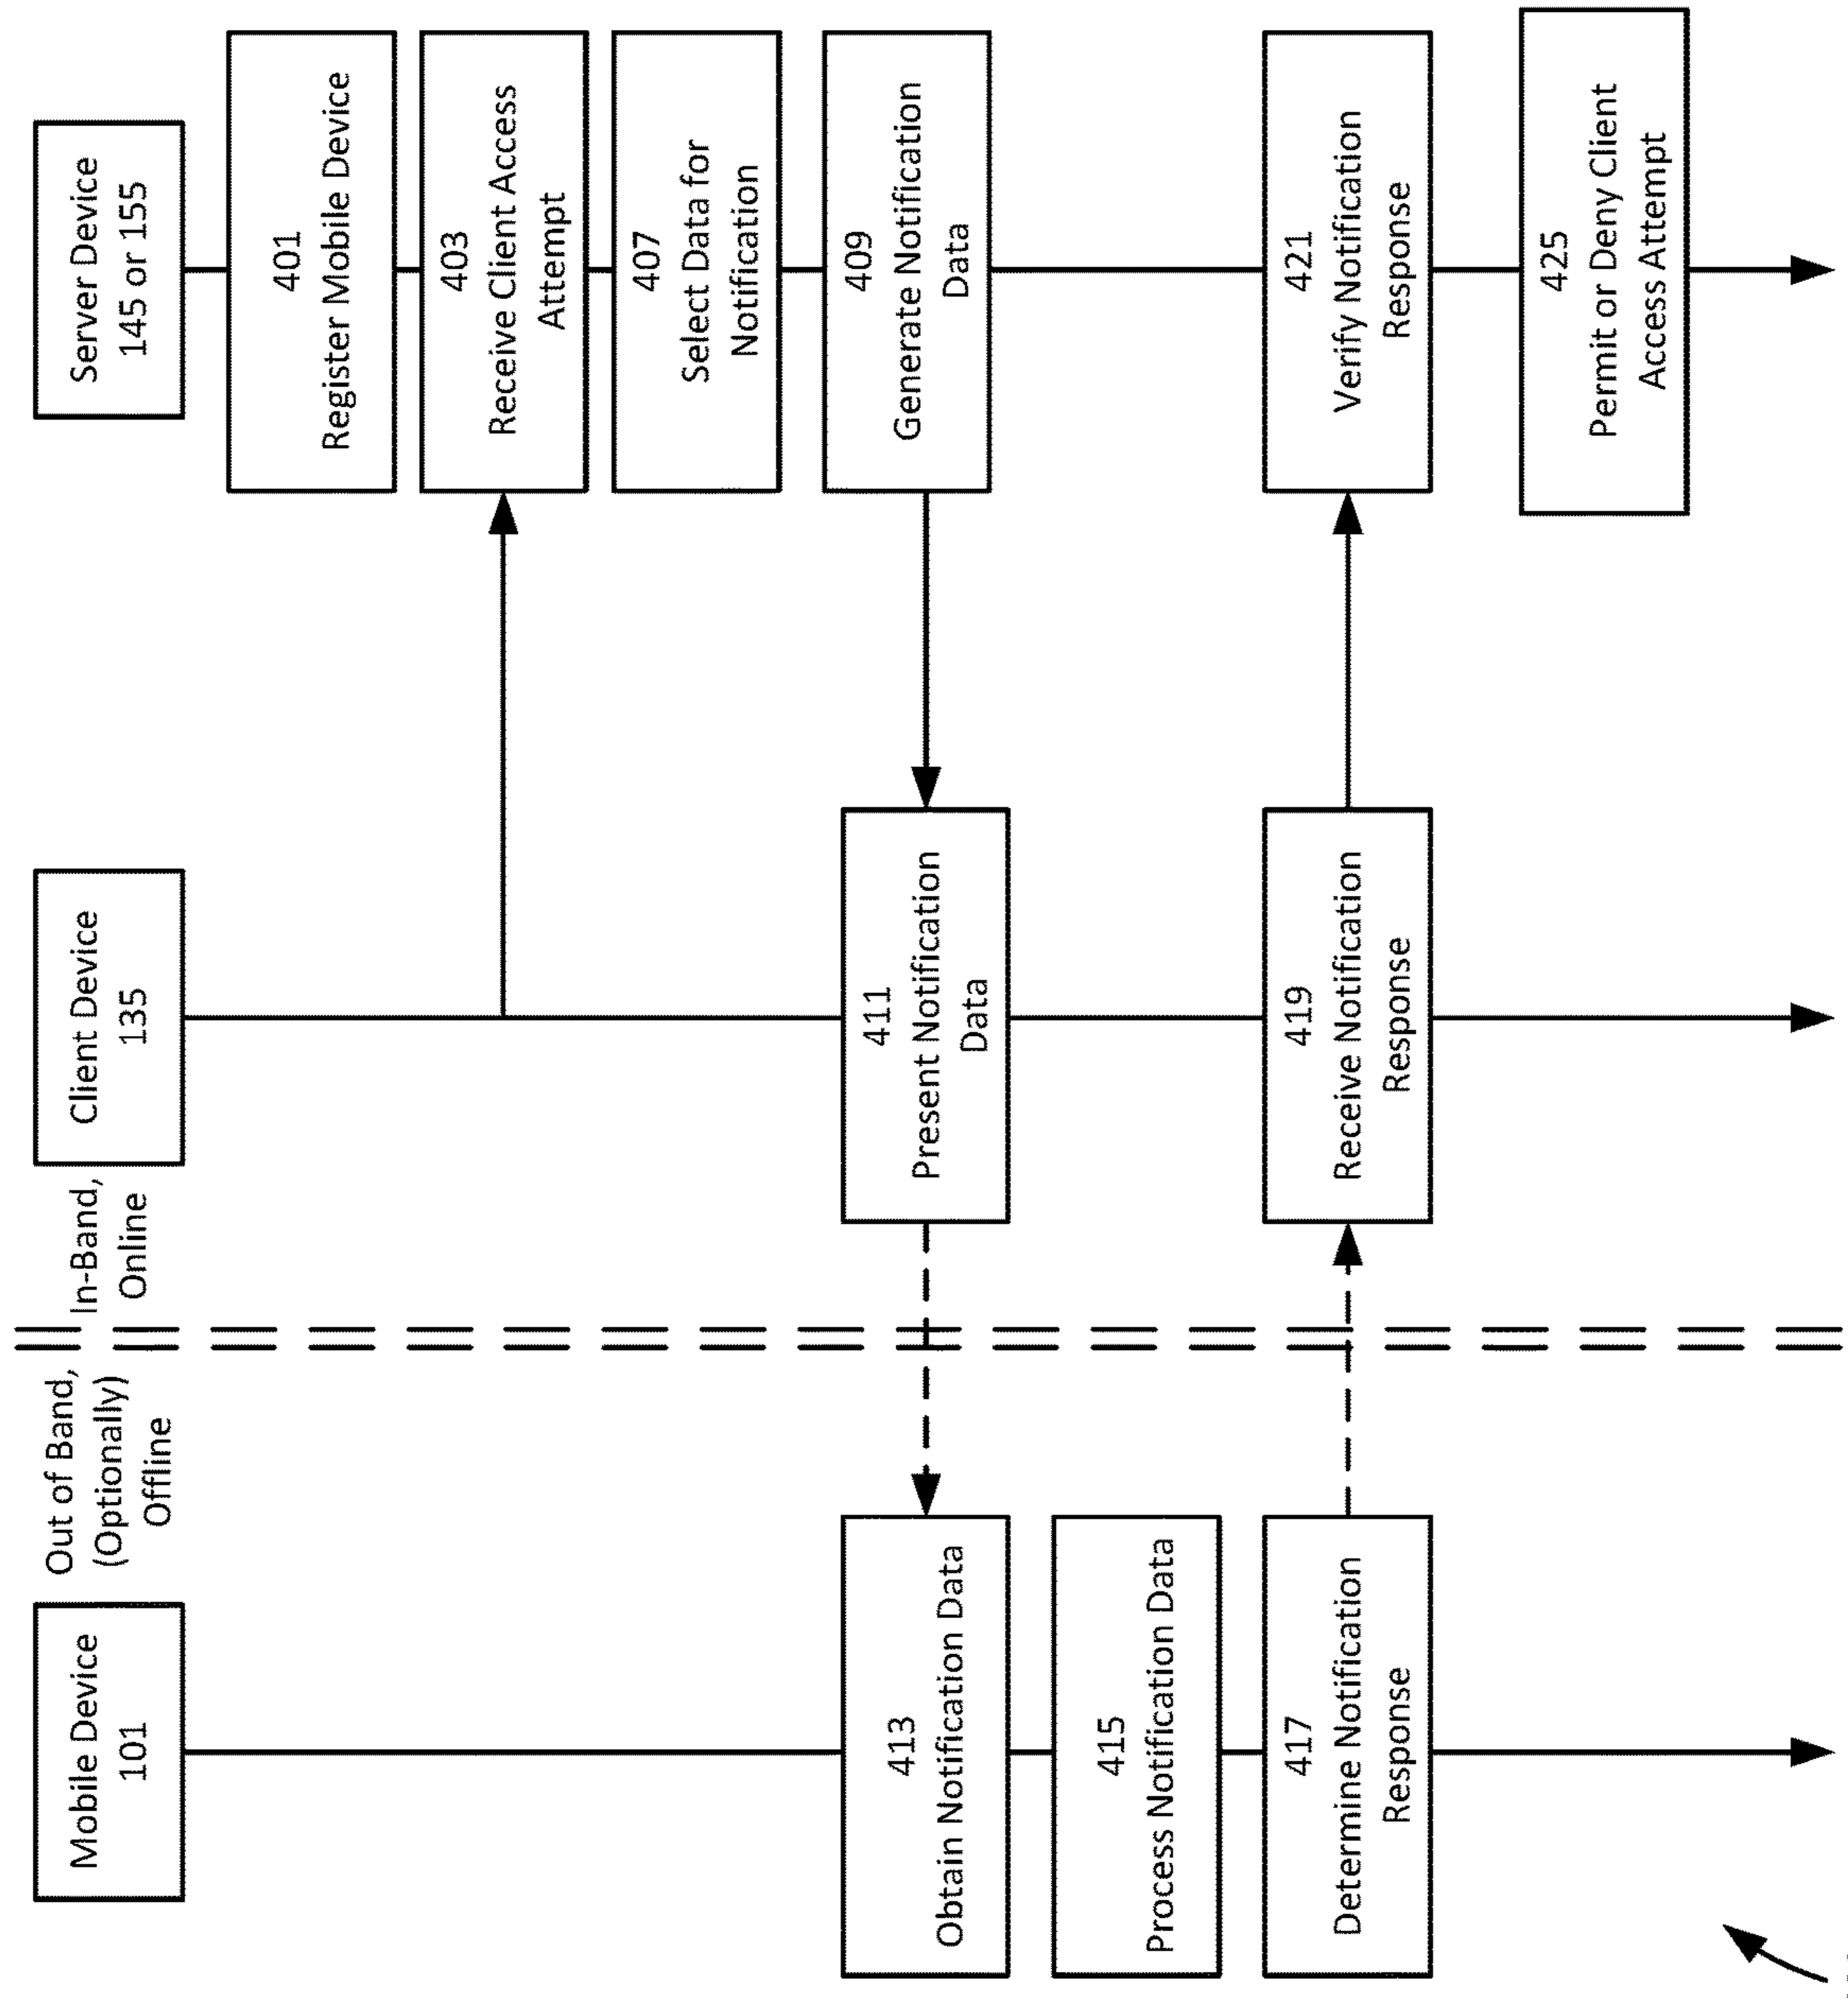 Mobile Device
101
Out of Band,
(Optionally)
Offline
In-Band,
Online
Client Device
135
Server Device
145 or 155
401
Register Mobile Device
403
Receive Client Access
Attempt
407
Select Data for
Notification
409
Generate Notification
Data
411
Present Notification
Data
413
Obtain Notification Data
415
Process Notification Data
417
Determine Notification
Response
419
Receive Notification
Response
421
Verify Notification
Response
425
Permit or Deny Client
Access Attempt